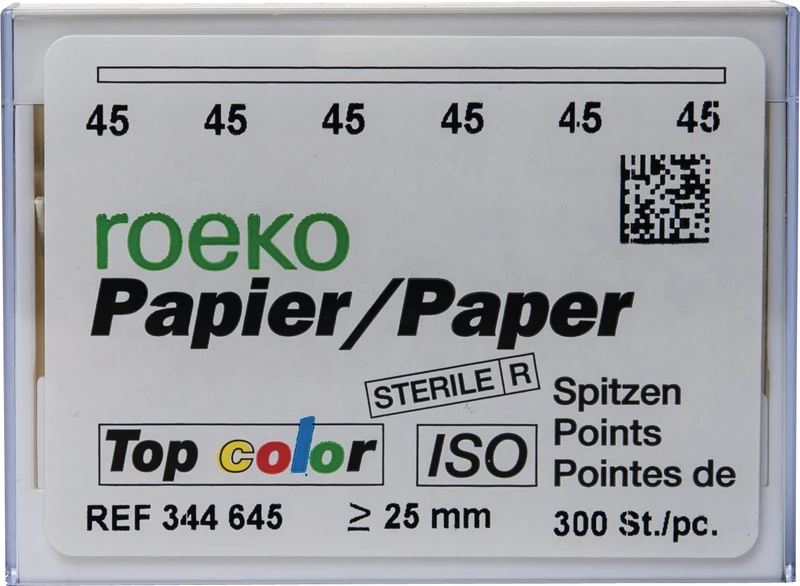 45 45 45 45 45 45
roeko
Papier/Paper
STERILE R
Spitzen
Points
Pointes de
Top color
ISO
REF 344 645
≥ 25 mm
300 St./pc.